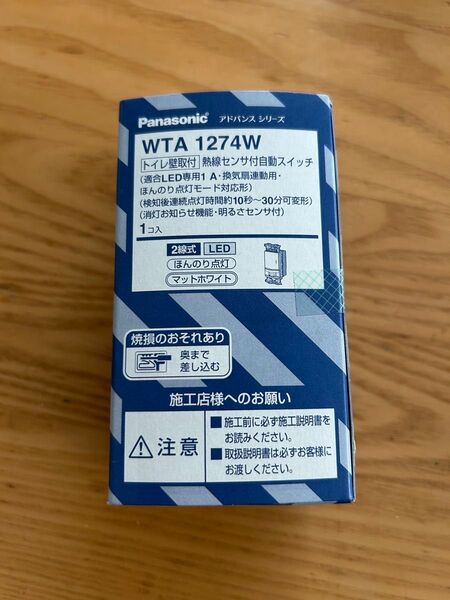 Panasonic アドバンス シリーズ
WTA 1274W
トイレ壁取付 熱線センサ付自動スイッチ
(適合LED専用1 A・換気扇連動用・
ほんのり点灯モード対応形)
(検知後連続点灯時間約10秒〜30分可変形)
(消灯お知らせ機能・明るさセンサ付)
1コ入
2線式 LED
ほんのり点灯
マットホワイト
焼損のおそれあり
奥まで
差し込む
施工店様へのお願い
注意
■施工前に必ず施工説明書を
お読みください。
■取扱説明書は必ずお客様に
お渡しください。